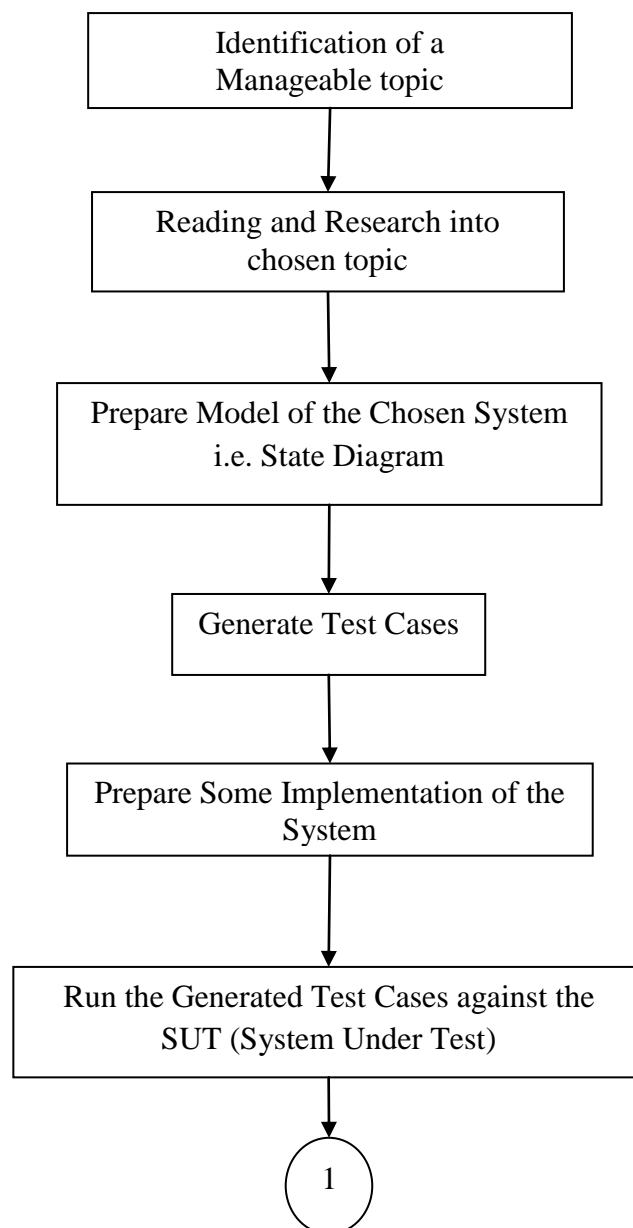 Identification of a
Manageable topic
Reading and Research into
chosen topic
Prepare Model of the Chosen System
i.e. State Diagram
Generate Test Cases
Prepare Some Implementation of the
System
Run the Generated Test Cases against the
SUT (System Under Test)
1